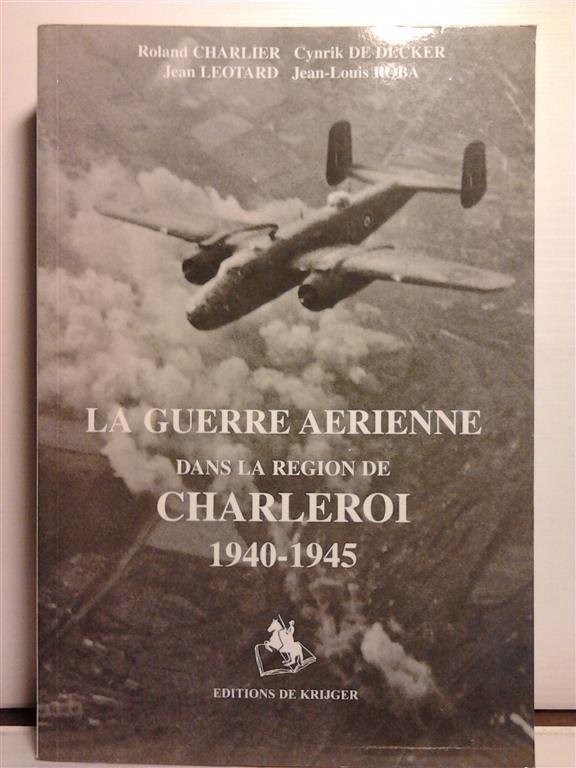 Roland CHARLIER Cynrik DE DECKER
Jean LEOTARD Jean-Louis ROBA
LA GUERRE AERIENNE
DANS LA REGION DE
CHARLEROI
1940-1945
EDITIONS DE KRIJGER